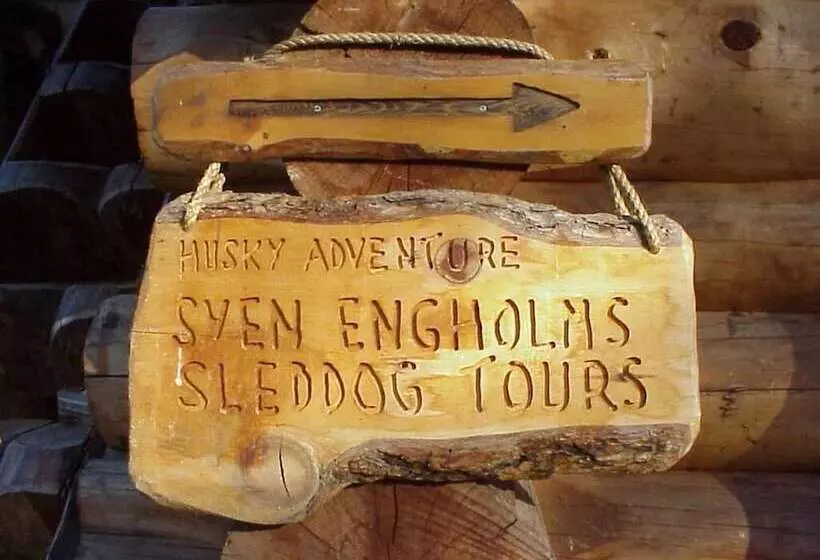 HUSKY ADVENTURE
SVEN ENGHOLMS
SLEDDOG TOURS